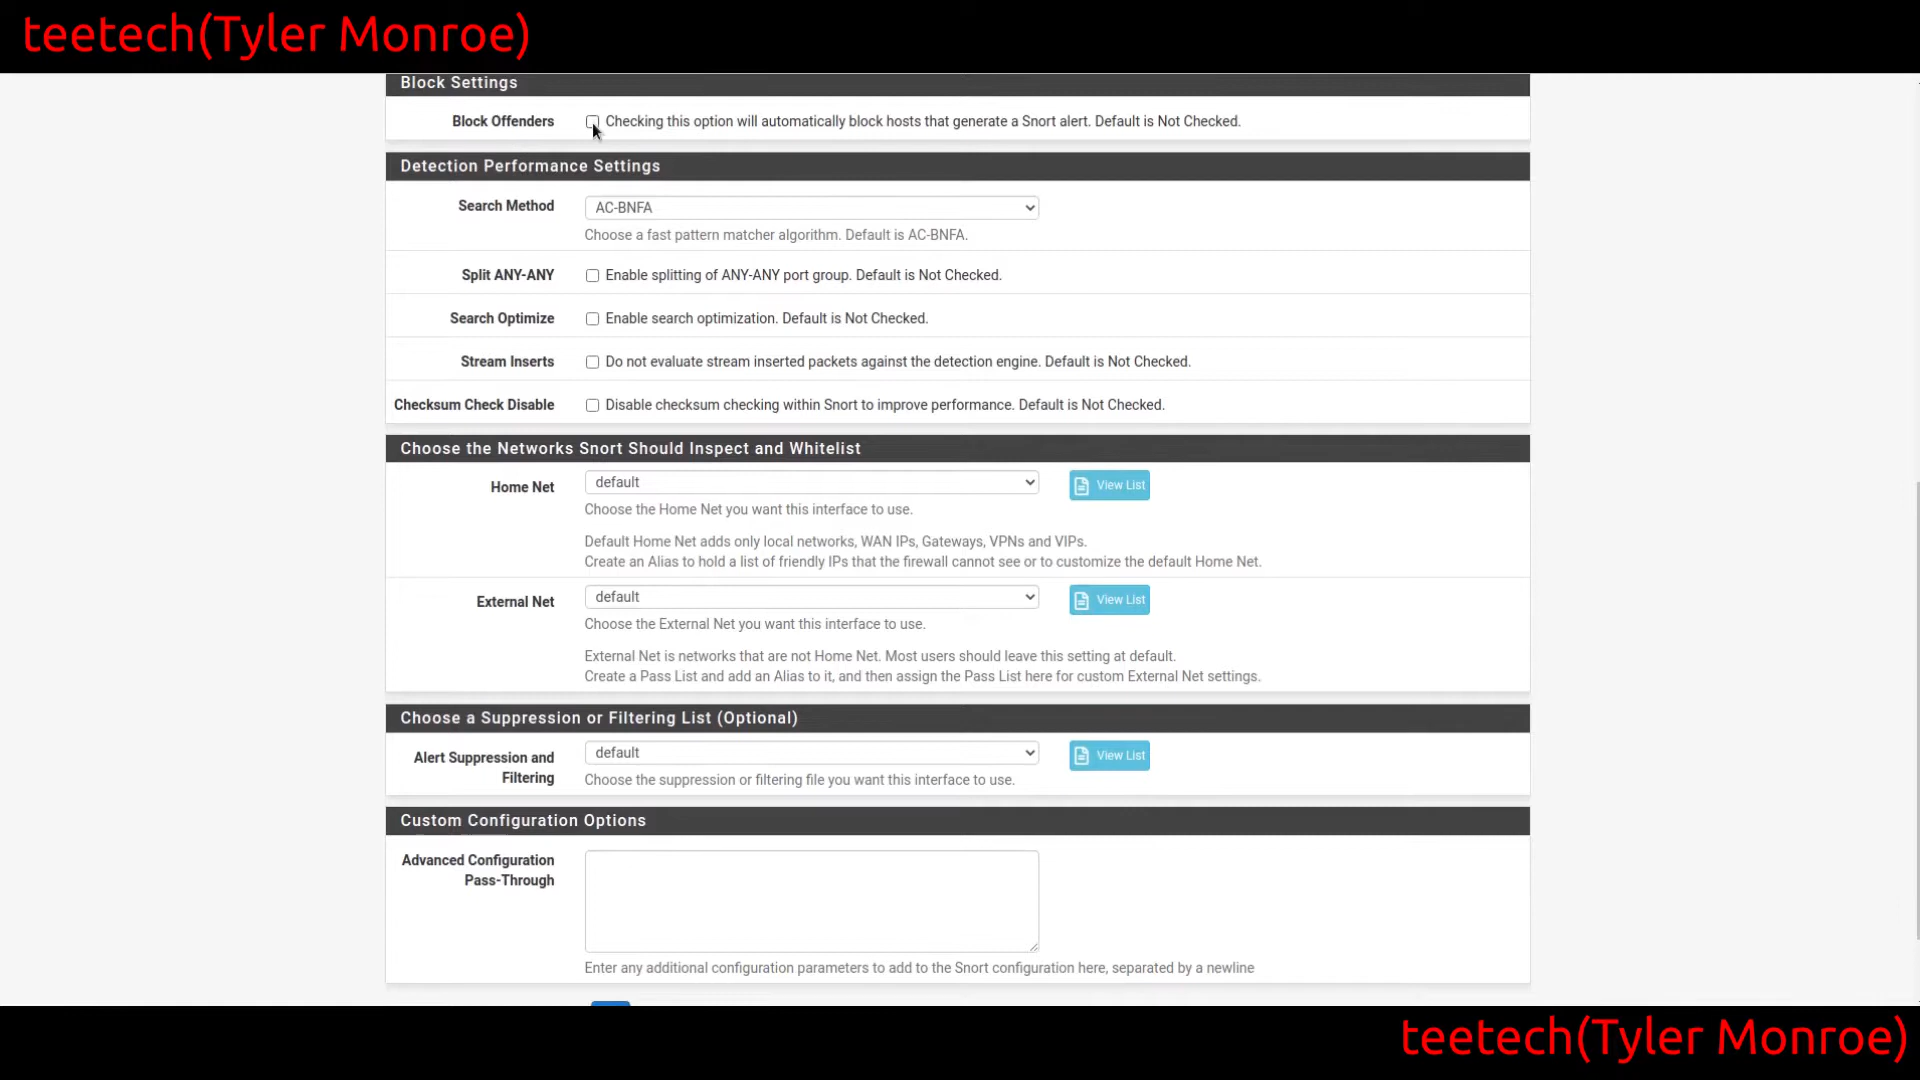 teetech(Tyler Monroe)
Block Settings
Block Offenders
Checking this option will automatically block hosts that generate a Snort alert. Default is Not Checked.
Detection Performance Settings
Search Method
AC-BNFA
Choose a fast pattern matcher algorithm. Default is AC-BNFA.
Split ANY-ANY
Enable splitting of ANY-ANY port group. Default is Not Checked.
Search Optimize
Enable search optimization. Default is Not Checked.
Stream Inserts
Do not evaluate stream inserted packets against the detection engine. Default is Not Checked.
Checksum Check Disable
Disable checksum checking within Snort to improve performance. Default is Not Checked.
Choose the Networks Snort Should Inspect and Whitelist
Home Net
default
View List
Choose the Home Net you want this interface to use.
Default Home Net adds only local networks, WAN IPs, Gateways, VPNs and VIPs.
Create an Alias to hold a list of friendly IPs that the firewall cannot see or to customize the default Home Net.
External Net
default
View List
Choose the External Net you want this interface to use.
External Net is networks that are not Home Net. Most users should leave this setting at default.
Create a Pass List and add an Alias to it, and then assign the Pass List here for custom External Net settings.
Choose a Suppression or Filtering List (Optional)
Alert Suppression and
Filtering
default
View List
Choose the suppression or filtering file you want this interface to use.
Custom Configuration Options
Advanced Configuration
Pass-Through
Enter any additional configuration parameters to add to the Snort configuration here, separated by a newline
teetech(Tyler Monroe)